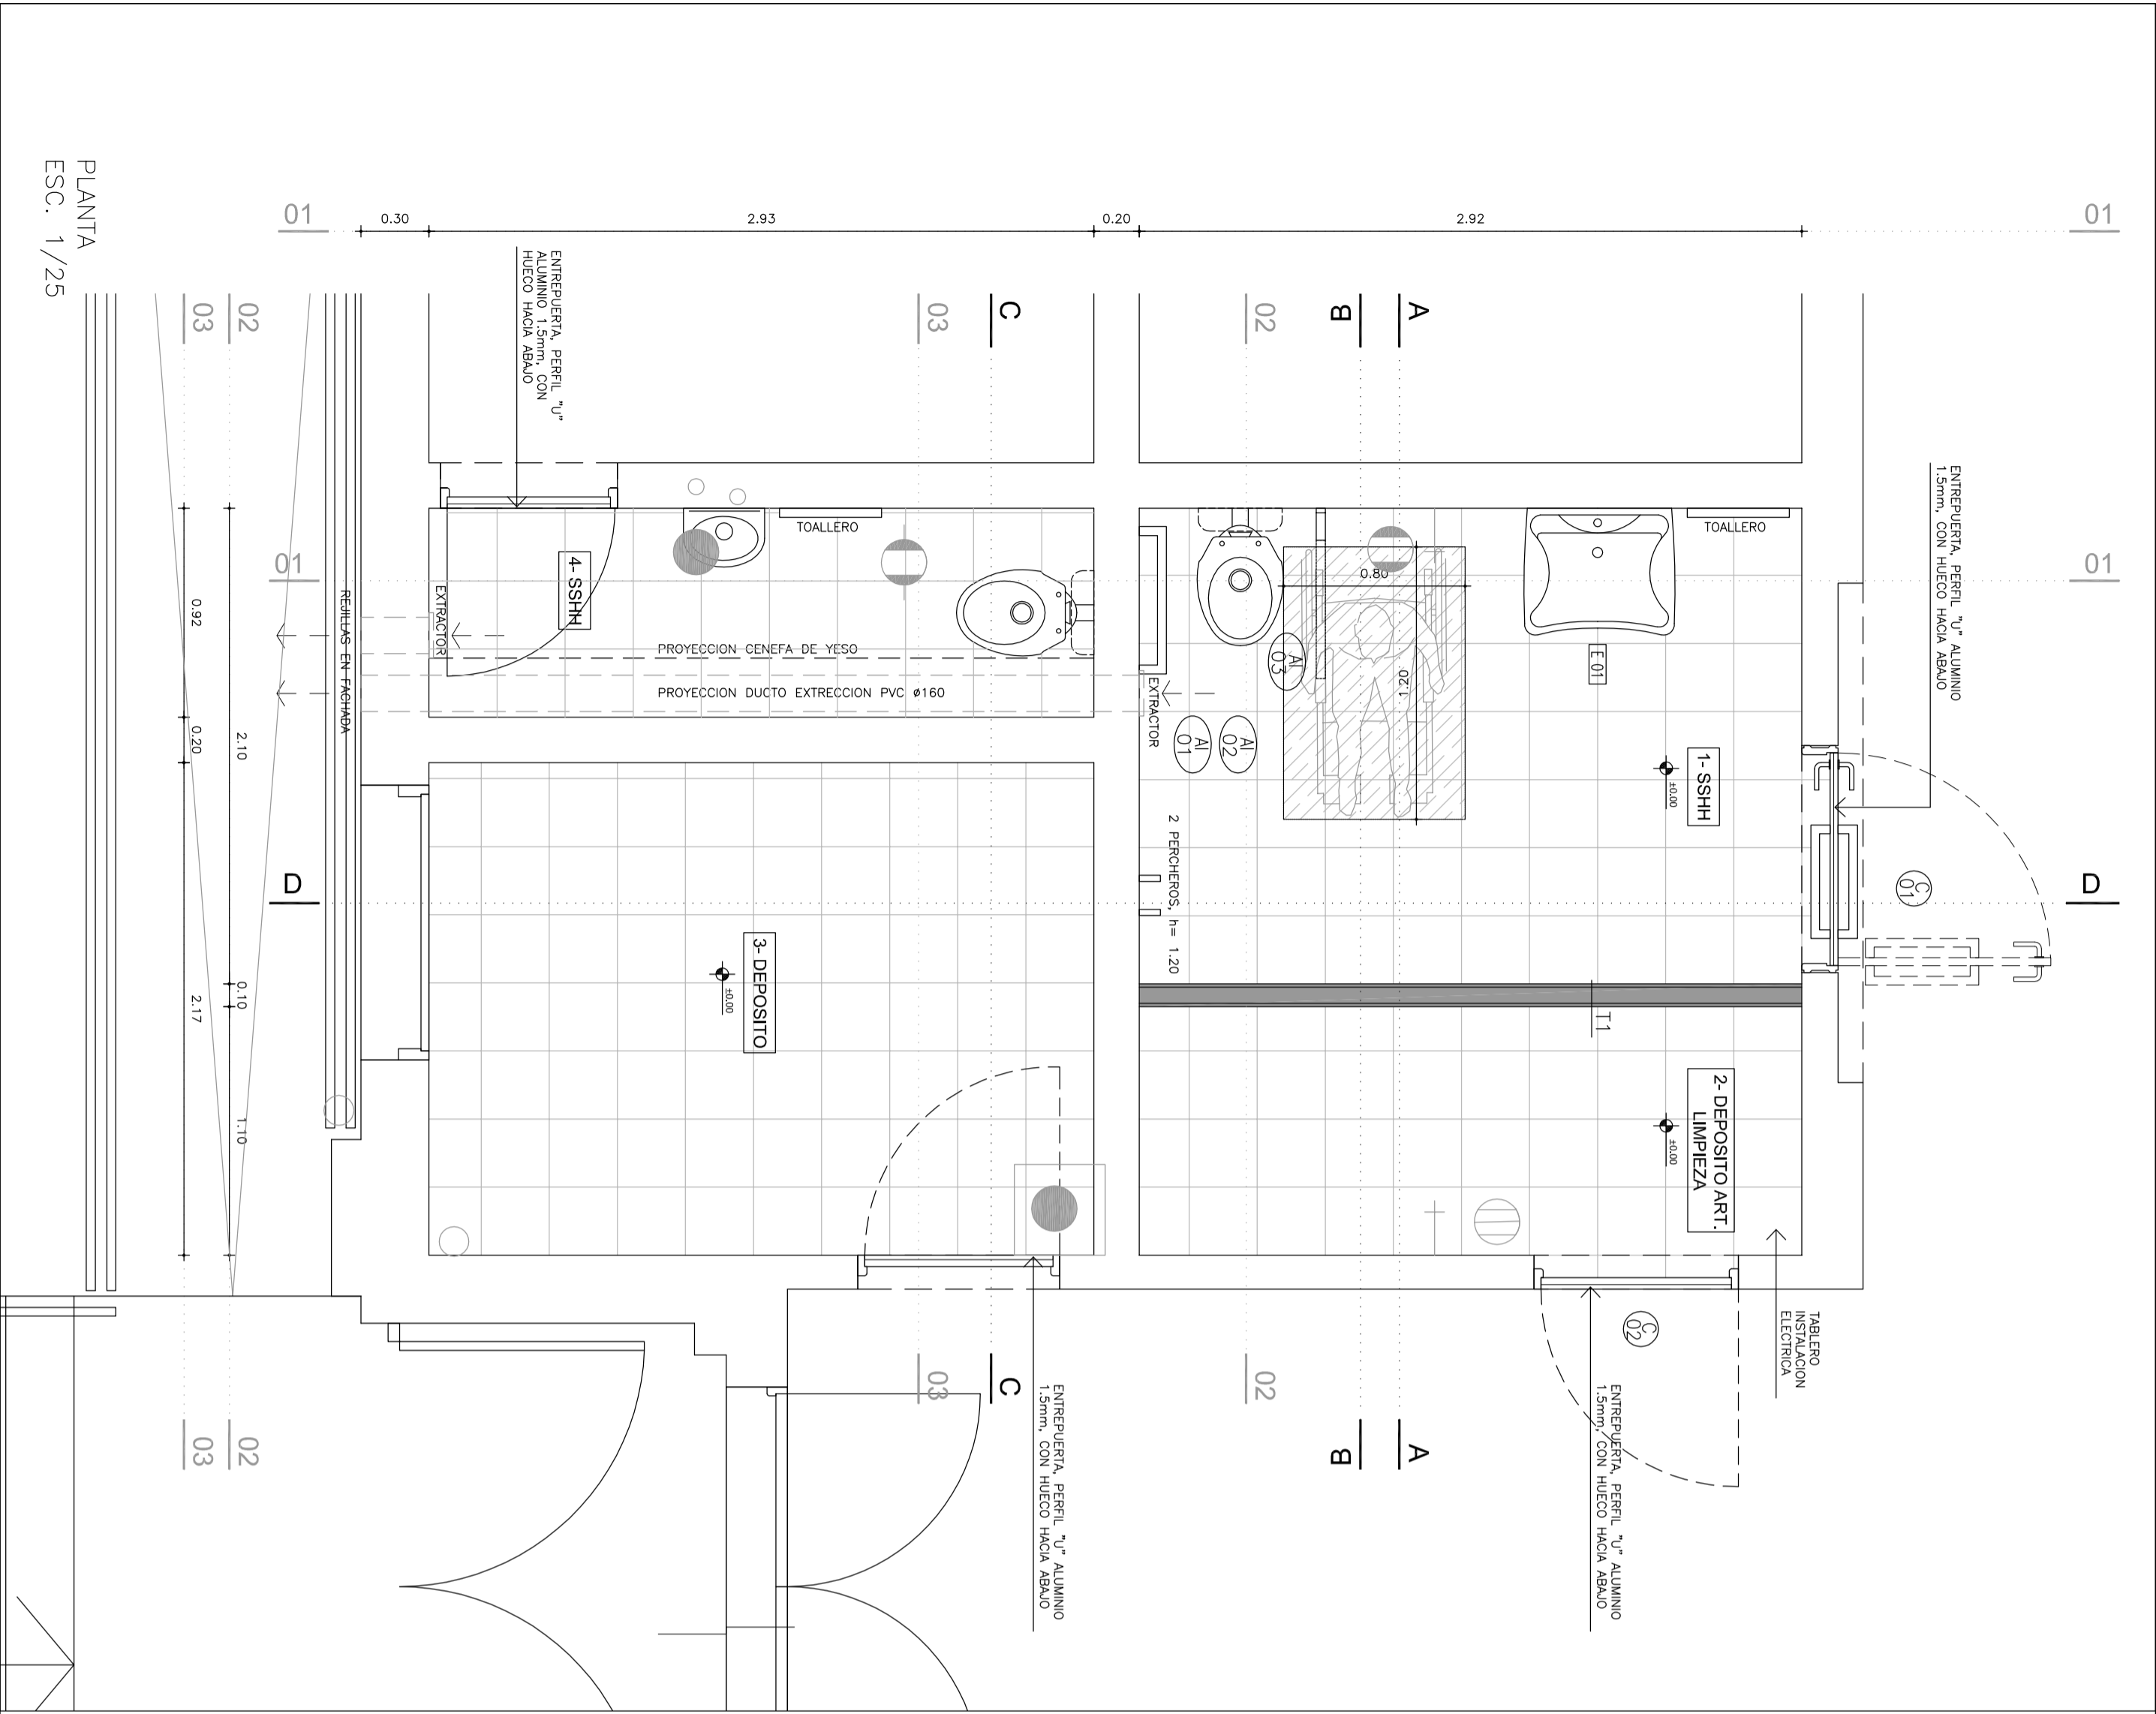 PLANTA
ESC. 1/25
01
01
0.30
2.93
0.20
2.92
ENTREPUERTA, PERFIL "U"
ALUMINIO 1.5mm, CON
HUECO HACIA ABAJO
ENTREPUERTA, PERFIL "U" ALUMINIO
1.5mm, CON HUECO HACIA ABAJO
03
02
03
C
02
B
A
TOALLERO
TOALLERO
01
01
4- SSHH
0.80
1.20
EXTRACTOR
REJILLAS EN FACHADA
PROYECCION CENEFA DE YESO
PROYECCION DUCTO EXTRECCION PVC ø160
EXTRACTOR
AI
03
AI
02
AI
01
E 01
1- SSHH
±0.00
0.92
0.20
2.10
0.10
2.17
1.10
2 PERCHEROS, h= 1.20
D
D
C
01
3- DEPOSITO
±0.00
T 1
2- DEPOSITO ART.
LIMPIEZA
±0.00
C
02
TABLERO
INSTALACION
ELECTRICA
03
C
02
B
A
03
02
ENTREPUERTA, PERFIL "U" ALUMINIO
1.5mm, CON HUECO HACIA ABAJO
ENTREPUERTA, PERFIL "U" ALUMINIO
1.5mm, CON HUECO HACIA ABAJO